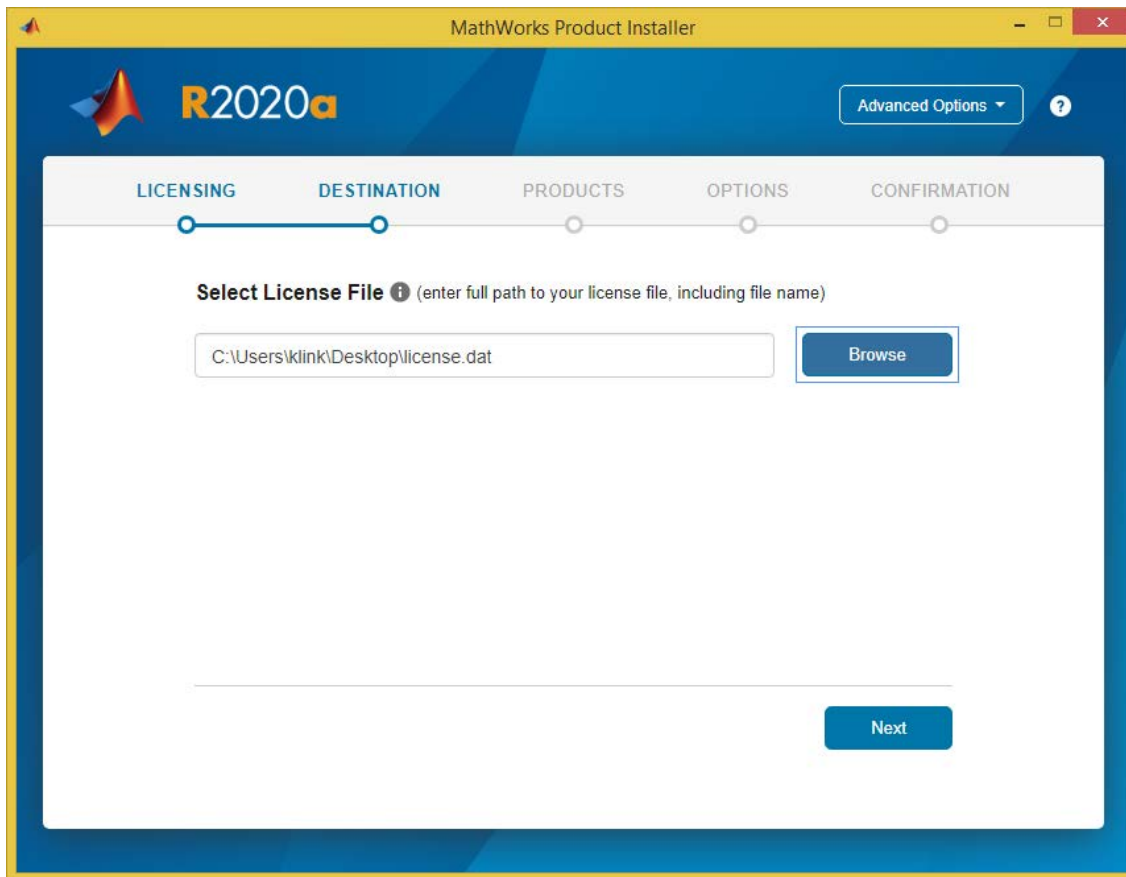 MathWorks Product Installer
R2020a
Advanced Options
?
LICENSING DESTINATION PRODUCTS OPTIONS CONFIRMATION
Select License File i (enter full path to your license file, including file name)
C:\Users\klink\Desktop\license.dat
Browse
Next